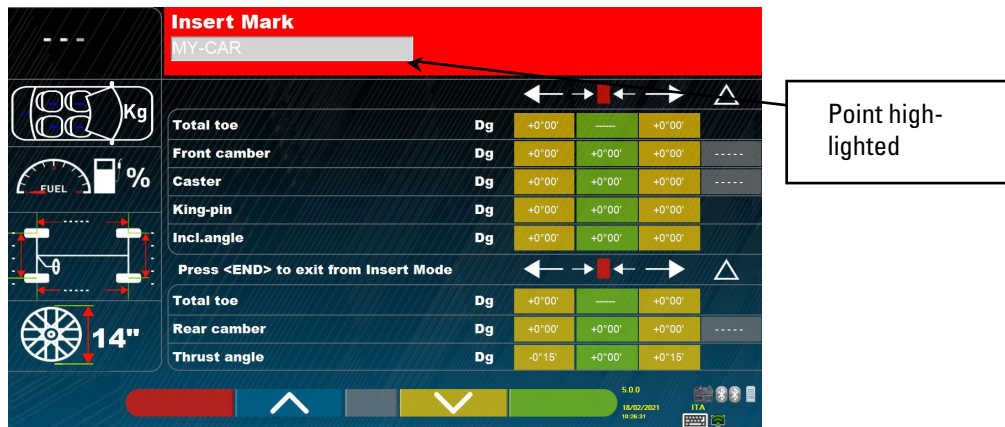 Insert Mark
- - -
MY-CAR
Kg
Total toe Dg +0°00' ------ +0°00'
Front camber Dg +0°00' +0°00' +0°00' -----
FUEL %
Caster Dg +0°00' +0°00' +0°00' -----
King-pin Dg +0°00' +0°00' +0°00'
Incl.angle Dg +0°00' +0°00' +0°00'
Press <END> to exit from Insert Mode
Total toe Dg +0°00' ------ +0°00'
Rear camber Dg +0°00' +0°00' +0°00' -----
14"
Thrust angle Dg -0°15' +0°00' +0°15'
5.0.0
18/02/2021
10:26:31
ITA
Point high-
lighted